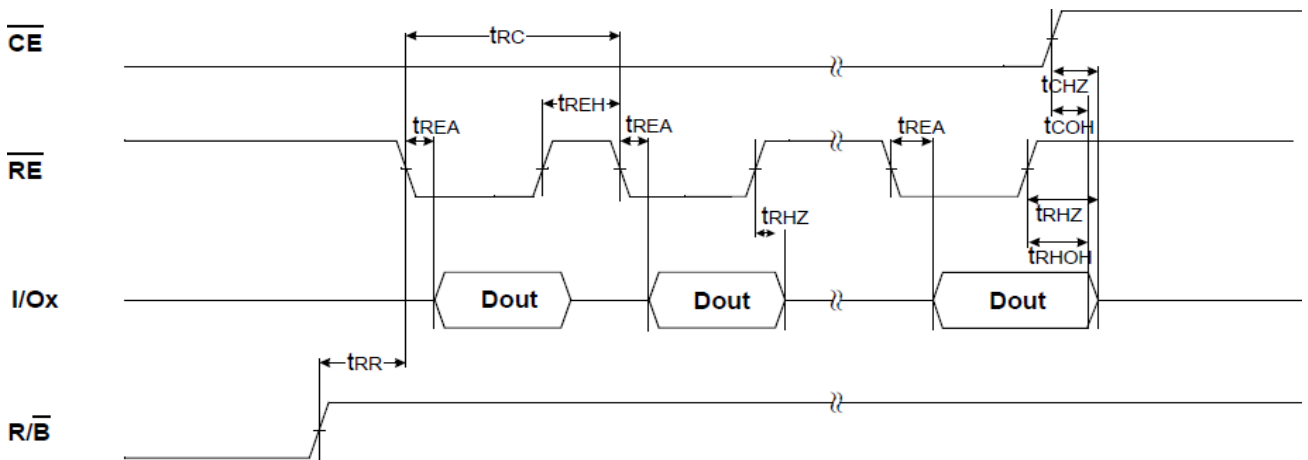 CE
tRC
tCHZ
tREH
tREA
tREA
tREA
tCOH
RE
tRHZ
tRHZ
tRHOH
I/Ox
Dout
Dout
Dout
tRR
R/B